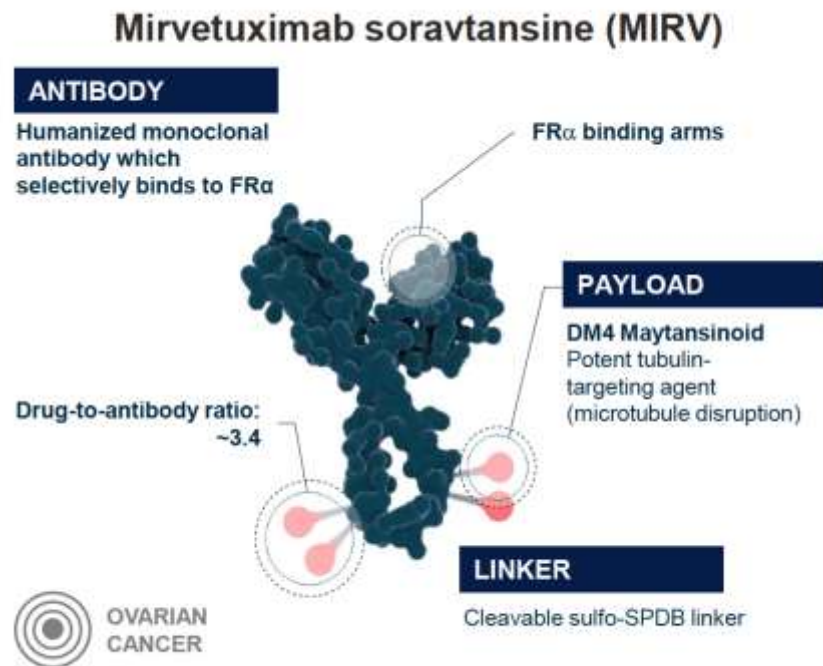 Mirvetuximab soravtansine (MIRV)
ANTIBODY
Humanized monoclonal
antibody which
selectively binds to FRα
FRα binding arms
PAYLOAD
DM4 Maytansinoid
Potent tubulin-
targeting agent
(microtubule disruption)
Drug-to-antibody ratio:
~3.4
LINKER
Cleavable sulfo-SPDB linker
OVARIAN
CANCER